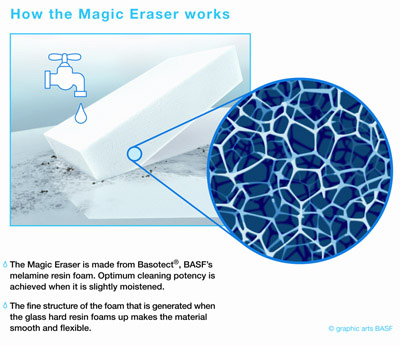 How the Magic Eraser works
The Magic Eraser is made from Basotect®, BASF's
melamine resin foam. Optimum cleaning potency is
achieved when it is slightly moistened.
The fine structure of the foam that is generated when
the glass hard resin foams up makes the material
smooth and flexible.
© graphic arts BASF